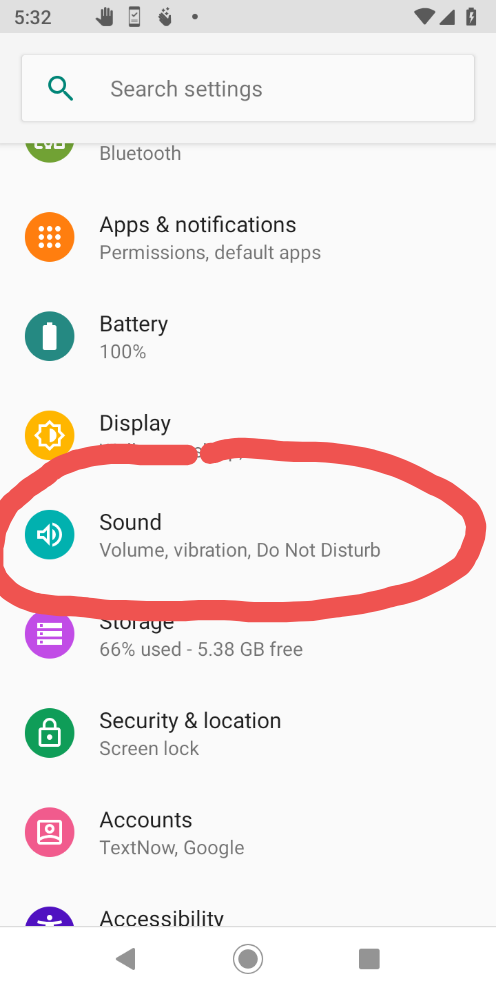 5:32
Search settings
Bluetooth
Apps & notifications
Permissions, default apps
Battery
100%
Display
Sound
Volume, vibration, Do Not Disturb
Storage
66% used - 5.38 GB free
Security & location
Screen lock
Accounts
TextNow, Google
Accessibility